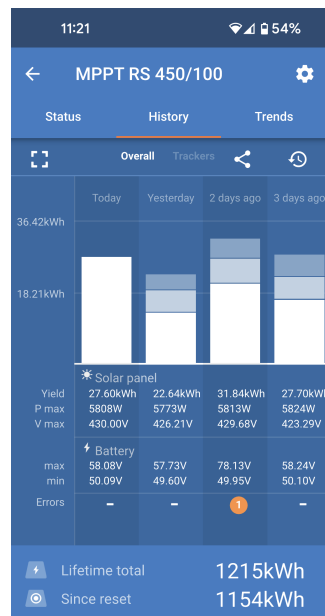 11:21 54%
MPPT RS 450/100
Status History Trends
Overall Trackers
Today Yesterday 2 days ago 3 days ago
36.42kWh
18.21kWh
Solar panel
Yield 27.60kWh 22.64kWh 31.84kWh 27.70kW
P max 5808W 5773W 5813W 5824W
V max 430.00V 426.21V 429.68V 423.29V
Battery
max 58.08V 57.73V 78.13V 58.24V
min 50.09V 49.60V 49.95V 50.10V
Errors – – 1 –
Lifetime total 1215kWh
Since reset 1154kWh